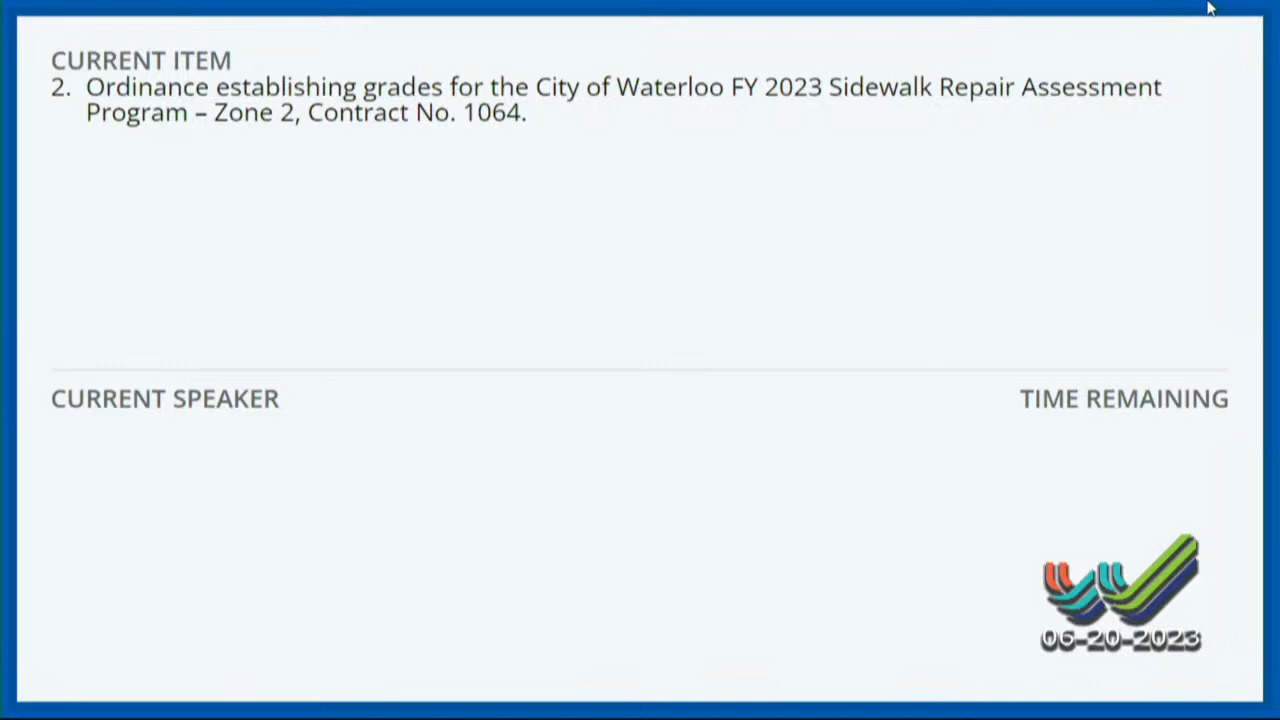 CURRENT ITEM
2. Ordinance establishing grades for the City of Waterloo FY 2023 Sidewalk Repair Assessment
Program – Zone 2, Contract No. 1064.
CURRENT SPEAKER
TIME REMAINING
06-20-2023